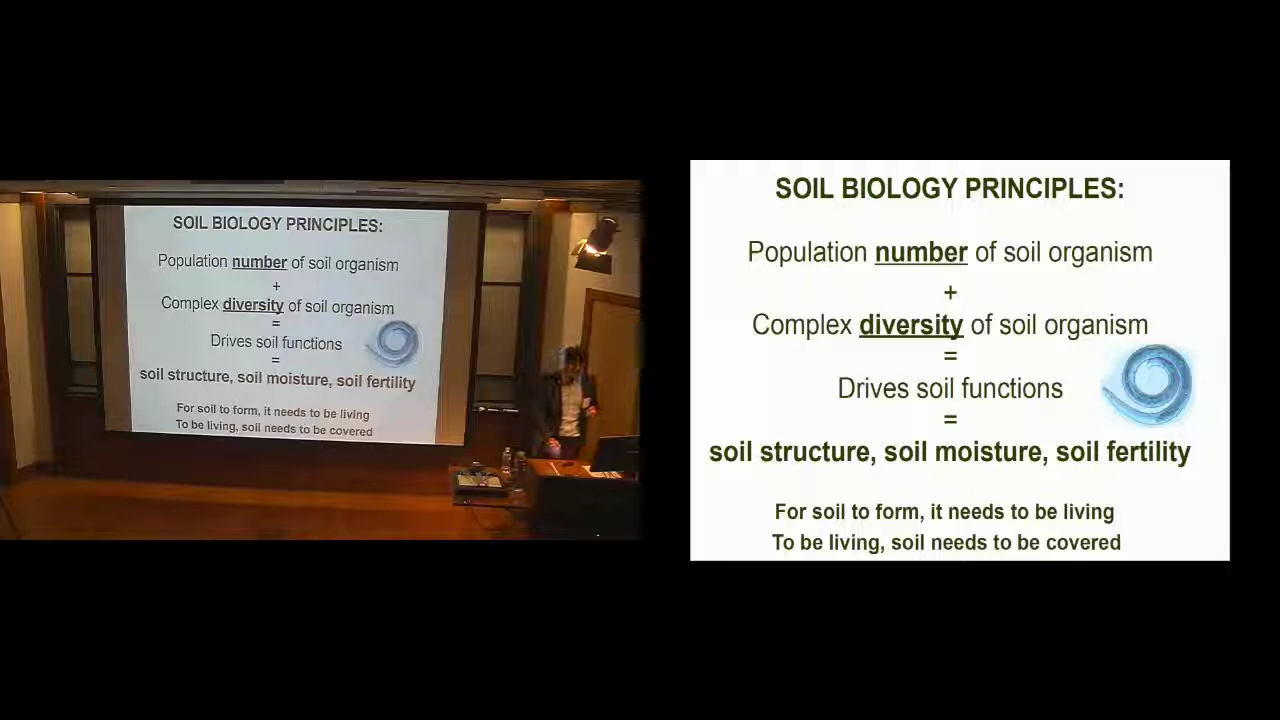 SOIL BIOLOGY PRINCIPLES:
Population number of soil organism
+
Complex diversity of soil organism
=
Drives soil functions
=
soil structure, soil moisture, soil fertility
For soil to form, it needs to be living
To be living, soil needs to be covered
SOIL BIOLOGY PRINCIPLES:
Population number of soil organism
+
Complex diversity of soil organism
=
Drives soil functions
=
soil structure, soil moisture, soil fertility
For soil to form, it needs to be living
To be living, soil needs to be covered